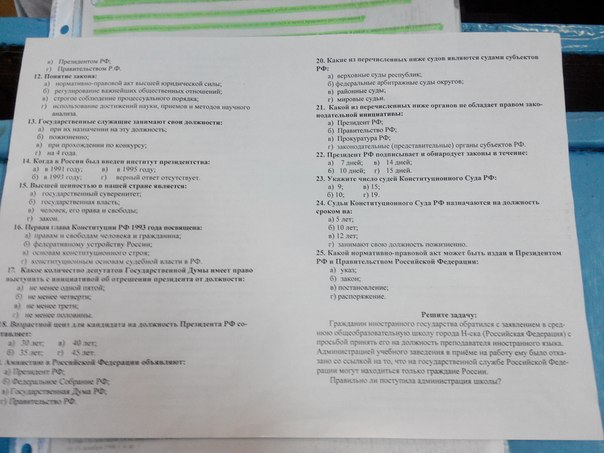 в) Президентом РФ;
г) Правительством Р.Ф.
12. Понятие закона:
а) нормативно-правовой акт высшей юридической силы;
б) регулирование важнейших общественных отношений;
в) строгое соблюдение процессуального порядка;
г) использование достижений науки, приемов и методов научного
анализа.
13. Государственные служащие занимают свои должности:
а) при их назначении на эту должность;
б) пожизненно;
в) при прохождении по конкурсу;
г) на 4 года.
14. Когда в России был введен институт президентства:
а) в 1991 году; в) в 1995 году;
б) в 1993 году; г) верный ответ отсутствует.
15. Высшей ценностью в нашей стране является:
а) государственный суверенитет;
б) государственная власть;
в) человек, его права и свободы;
г) закон.
16. Первая глава Конституции РФ 1993 года посвящена:
а) правам и свободам человека и гражданина;
б) федеративному устройству России;
в) основам конституционного строя;
г) конституционным основам судебной власти в РФ.
17. Какое количество депутатов Государственной Думы имеет право
выступить с инициативой об отрешении президента от должности:
а) не менее одной пятой;
б) не менее четверти;
в) не менее трети;
г) не менее половины.
18. Возрастной ценз для кандидата на должность Президента РФ со-
тавляет:
а) 30 лет; в) 40 лет;
б) 35 лет; г) 45 лет.
Амнистию в Российской Федерации объявляют:
а) Президент РФ;
б) Федеральное Собрание РФ;
в) Государственная Дума РФ;
г) Правительство РФ.
20. Какие из перечисленных ниже судов являются судами субъектов
РФ:
а) верховные суды республик;
б) федеральные арбитражные суды округов;
в) районные суды;
г) мировые судьи.
21. Какой из перечисленных ниже органов не обладает правом зако-
нодательной инициативы:
а) Президент РФ;
б) Правительство РФ;
в) Прокуратура РФ;
г) законодательные (представительные) органы субъектов РФ.
22. Президент РФ подписывает и обнародует законы в течение:
а) 7 дней; в) 14 дней;
б) 10 дней; г) 15 дней.
23. Укажите число судей Конституционного Суда РФ:
а) 9; в) 15;
б) 10; г) 19.
24. Судьи Конституционного Суда РФ назначаются на должность
сроком на:
а) 5 лет;
б) 10 лет;
в) 12 лет;
г) занимают свою должность пожизненно.
25. Какой нормативно-правовой акт может быть издан и Президентом
РФ и Правительством Российской Федерации:
а) указ;
б) закон;
в) постановление;
г) распоряжение.
Решите задачу:
Гражданин иностранного государства обратился с заявлением в сред-
нюю общеобразовательную школу города Н-ска (Российская Федерация) с
просьбой принять его на должность преподавателя иностранного языка.
Администрацией учебного заведения в приёме на работу ему было отка-
зано со ссылкой на то, что на государственной службе Российской Феде-
рации могут находиться только граждане России.
Правильно ли поступила администрация школы?